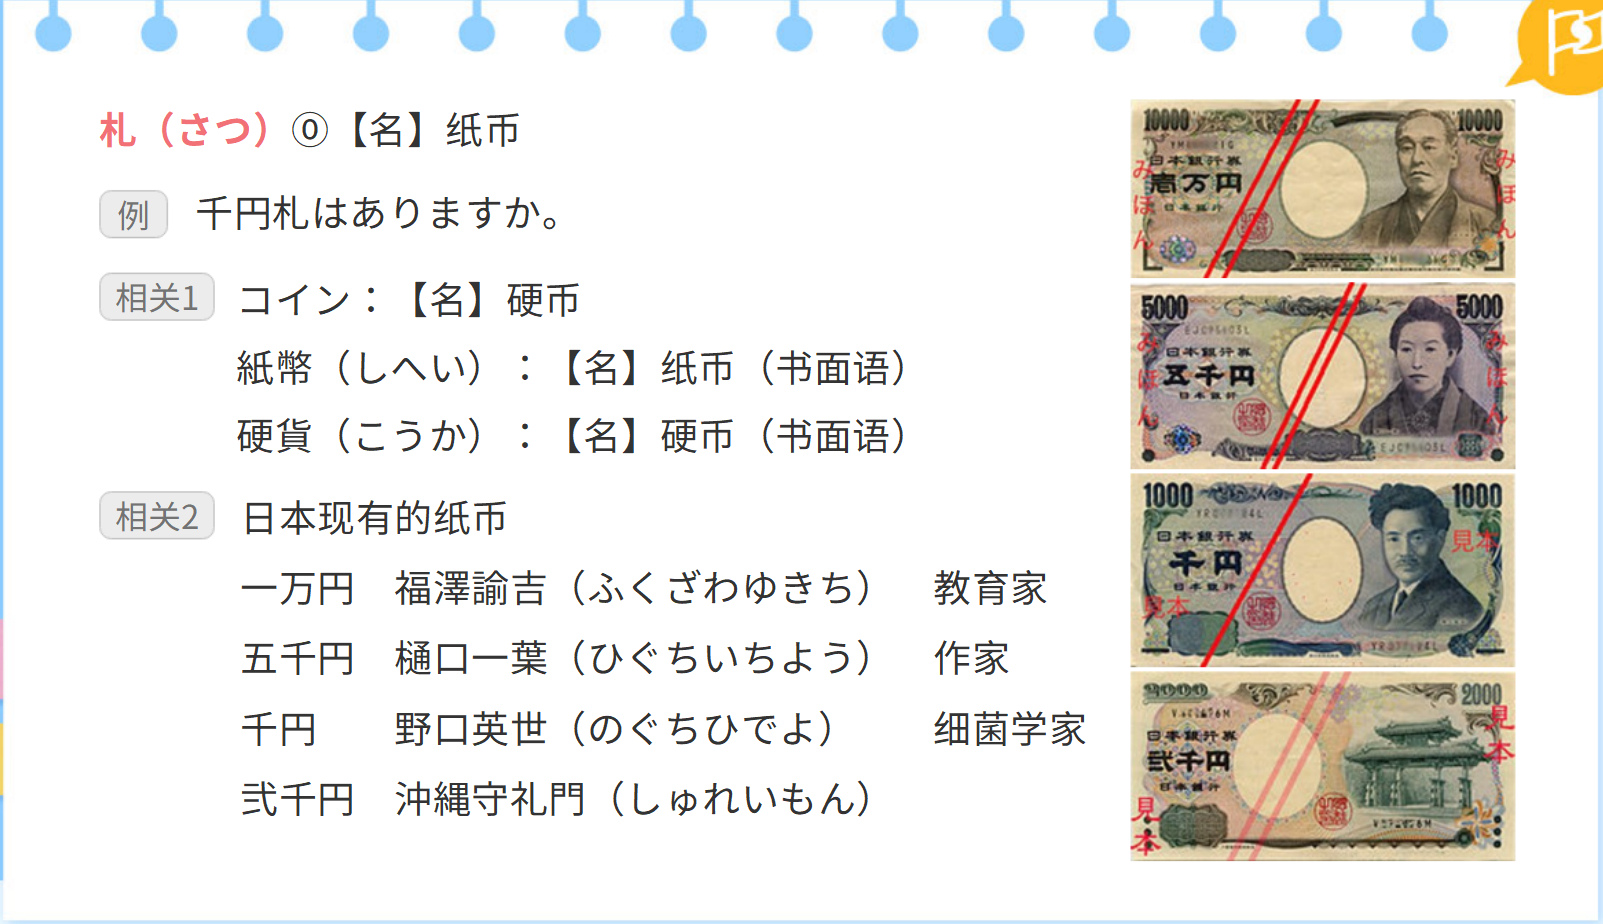 札（さつ）⓪【名】纸币
例 千円札はありますか。
相关1 コイン：【名】硬币
紙幣（しへい）：【名】纸币（书面语）
硬貨（こうか）：【名】硬币（书面语）
相关2 日本现有的纸币
一万円 福澤諭吉（ふくざわゆきち） 教育家
五千円 樋口一葉（ひぐちいちよう） 作家
千円 野口英世（のぐちひでよ） 细菌学家
弐千円 沖縄守礼門（しゅれいもん）
10000 10000
日本銀行券
壱万円
日本銀行
みほん みほん
5000 5000
日本銀行券
五千円
日本銀行
みほん みほん
1000 1000
日本銀行券
千円
日本銀行
見本 見本
2000 2000
日本銀行券
弐千円
日本銀行
見本 見本